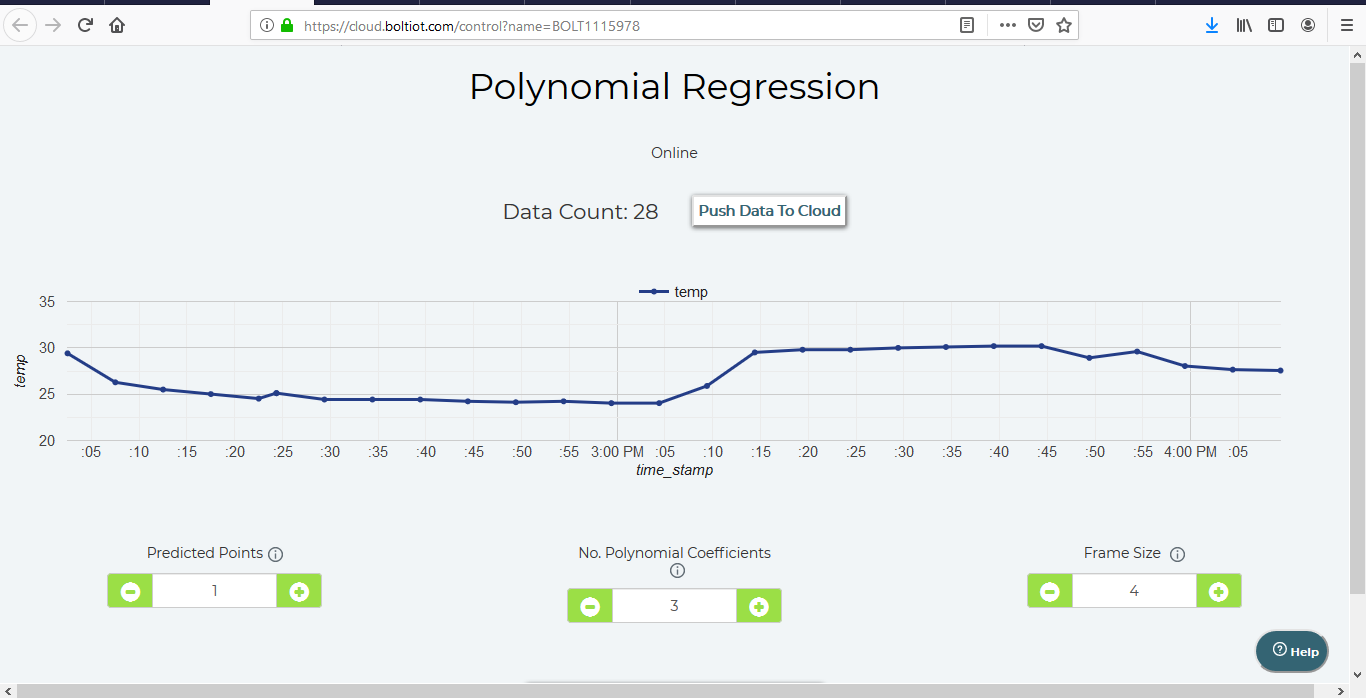 https://cloud.boltiot.com/control?name=BOLT1115978
Polynomial Regression
Online
Data Count: 28
Push Data To Cloud
temp
35
30
25
20
temp
:05 :10 :15 :20 :25 :30 :35 :40 :45 :50 :55 3:00 PM :05 :10 :15 :20 :25 :30 :35 :40 :45 :50 :55 4:00 PM :05
time_stamp
Predicted Points
1
No. Polynomial Coefficients
3
Frame Size
4
Help